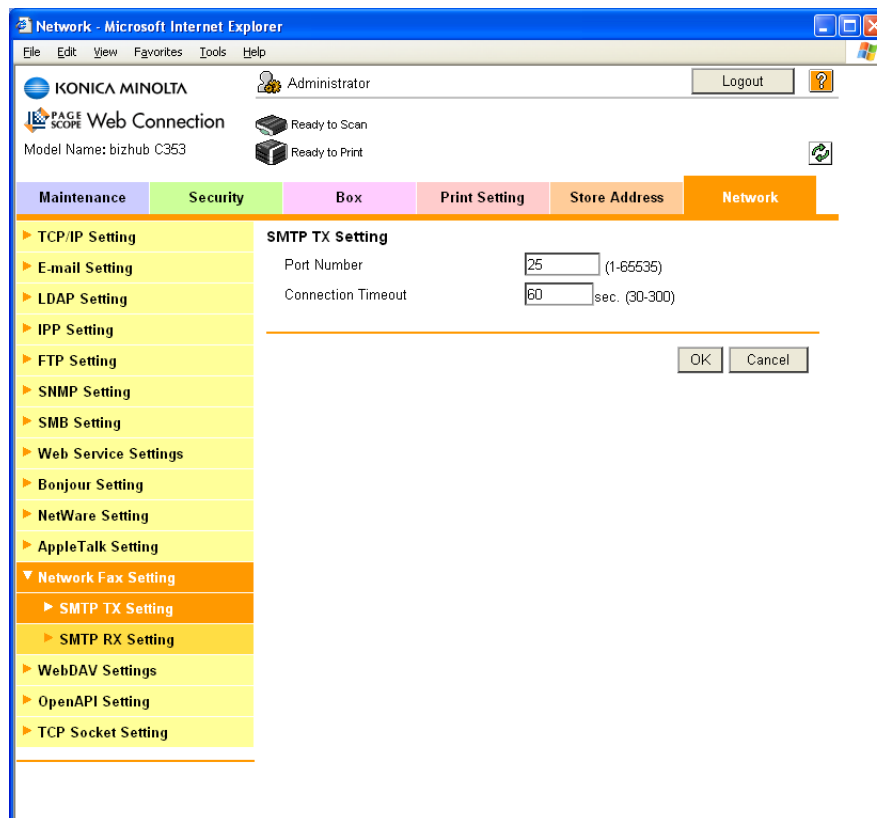 Network - Microsoft Internet Explorer
File Edit View Favorites Tools Help
KONICA MINOLTA
Administrator
Logout
?
PAGE SCOPE Web Connection
Ready to Scan
Model Name: bizhub C353
Ready to Print
Maintenance Security Box Print Setting Store Address Network
TCP/IP Setting
E-mail Setting
LDAP Setting
IPP Setting
FTP Setting
SNMP Setting
SMB Setting
Web Service Settings
Bonjour Setting
NetWare Setting
AppleTalk Setting
Network Fax Setting
SMTP TX Setting
SMTP RX Setting
WebDAV Settings
OpenAPI Setting
TCP Socket Setting
SMTP TX Setting
Port Number 25 (1-65535)
Connection Timeout 60 sec. (30-300)
OK Cancel